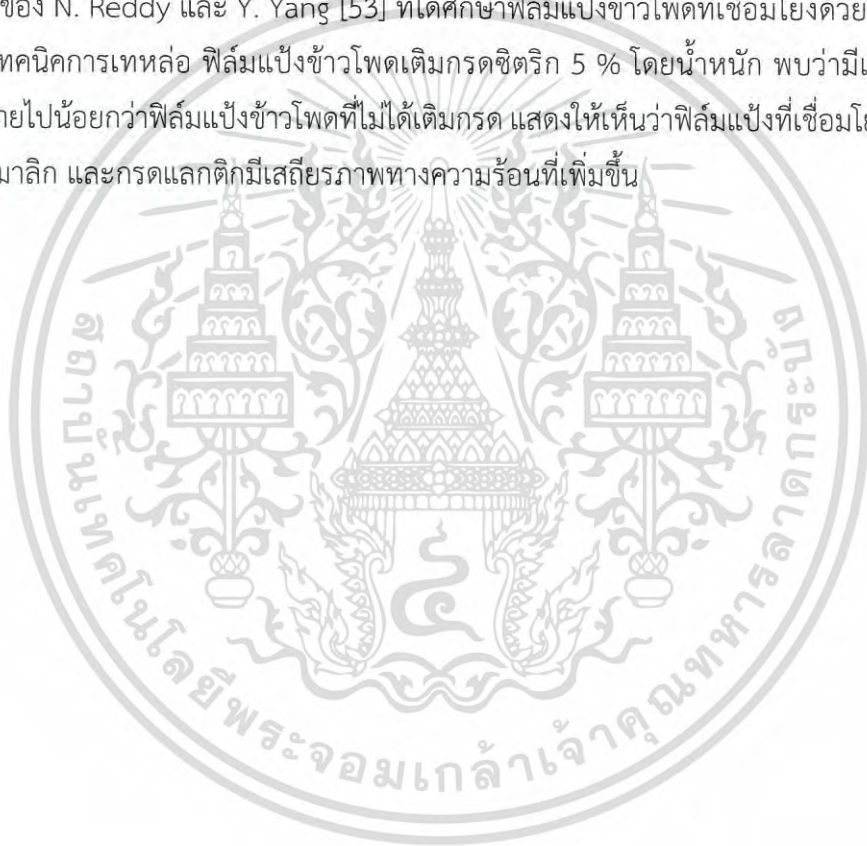 ของ N. Reddy และ Y. Yang [53] ที่ได้ศึกษาฟิล์มแป้งข้าวโพดที่เชื่อมโยงด้วย
ทคนิคการเทหล่อ ฟิล์มแป้งข้าวโพดเติมกรดซิตริก 5 % โดยน้ำหนัก พบว่ามีเ
ายไปน้อยกว่าฟิล์มแป้งข้าวโพดที่ไม่ได้เติมกรด แสดงให้เห็นว่าฟิล์มแป้งที่เชื่อมโย
มาลิก และกรดแลกติกมีเสถียรภาพทางความร้อนที่เพิ่มขึ้น
สถาบันเทคโนโลยีพระจอมเกล้าเจ้าคุณทหารลาดกระบัง